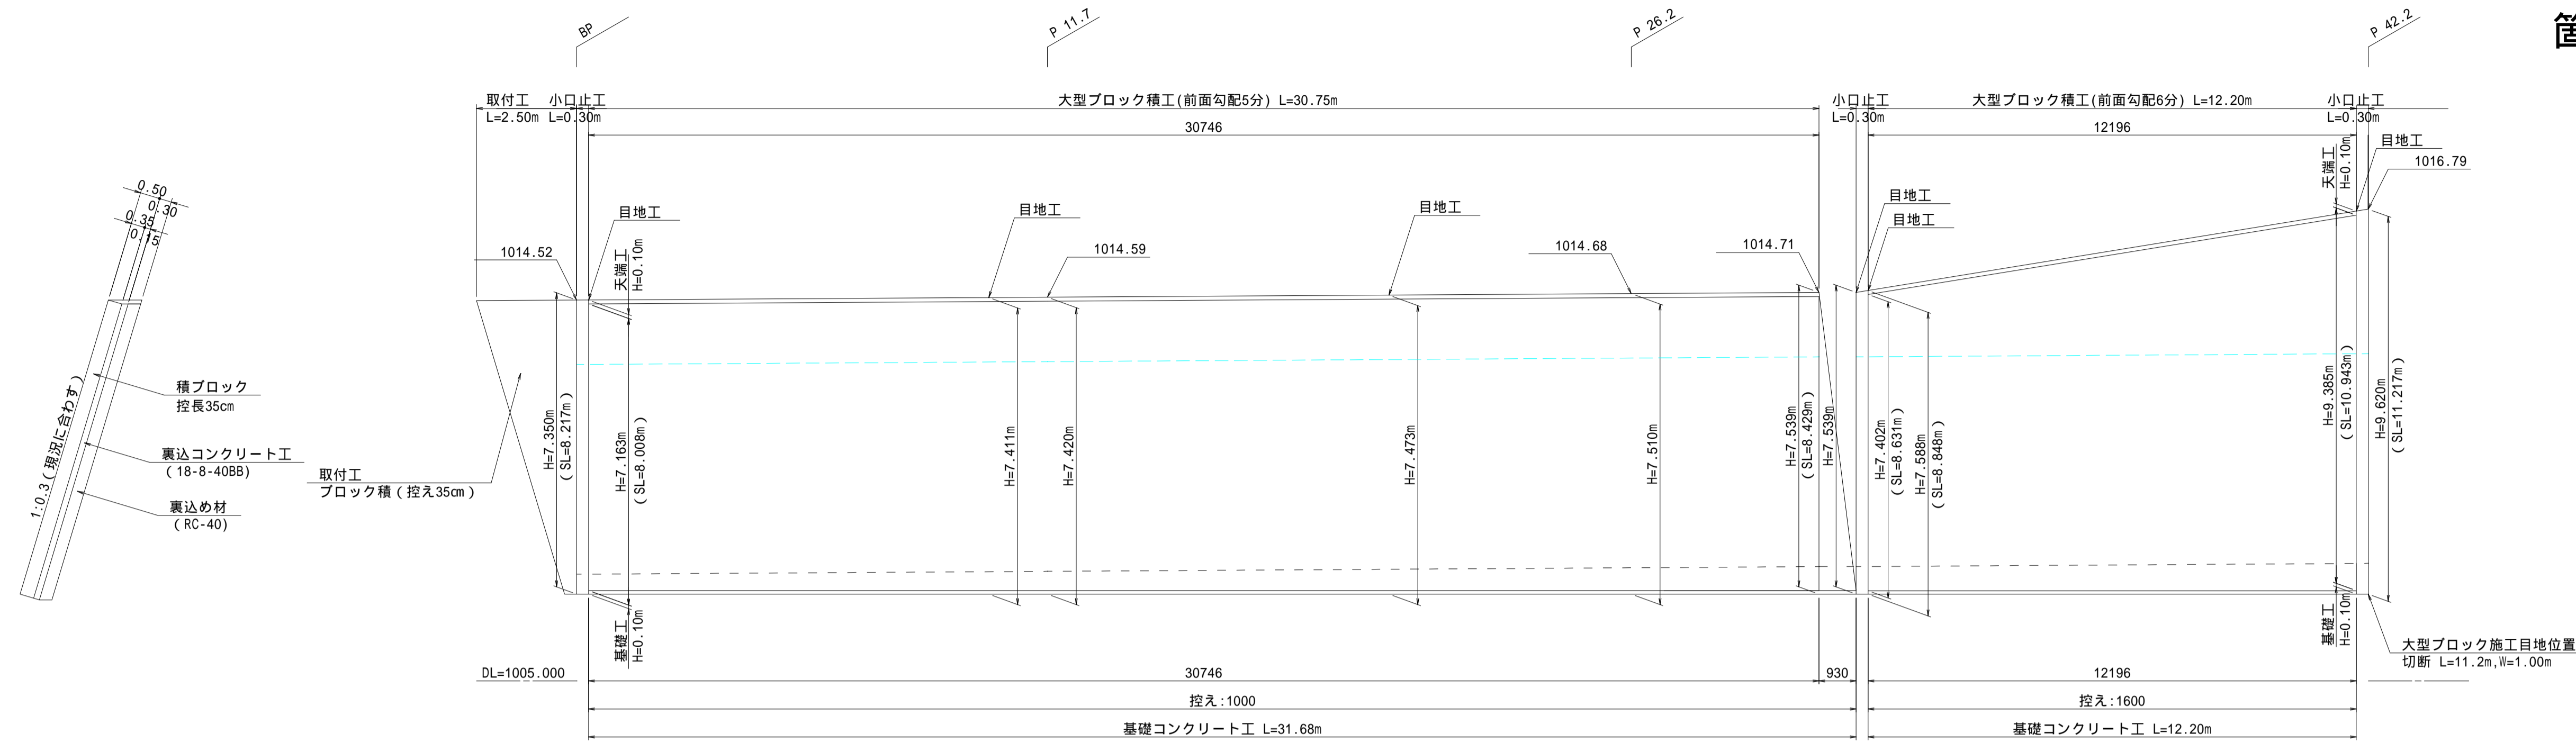 BP
P 11.7
P 26.2
P 42.2
箇
取付工
L=2.50m
小口止工
L=0.30m
大型ブロック積工(前面勾配5分) L=30.75m
小口止工
L=0.30m
大型ブロック積工(前面勾配6分) L=12.20m
小口止工
L=0.30m
30746
12196
目地工
1016.79
天端工
H=0.10m
目地工
目地工
目地工
目地工
目地工
1014.52
天端工
H=0.10m
1014.59
1014.68
1014.71
0.50
0.30
0.35
0.15
1:0.3(現況に合わす)
積ブロック
控長35cm
裏込コンクリート工
(18-8-40BB)
裏込め材
(RC-40)
取付工
ブロック積(控え35cm)
H=7.350m
(SL=8.217m)
H=7.163m
(SL=8.008m)
H=7.411m
H=7.420m
H=7.473m
H=7.510m
H=7.539m
(SL=8.429m)
H=7.539m
H=7.402m
(SL=8.631m)
H=7.588m
(SL=8.848m)
H=9.385m
(SL=10.943m)
H=9.620m
(SL=11.217m)
基礎工
H=0.10m
基礎工
H=0.10m
大型ブロック施工目地位置
切断 L=11.2m,W=1.00m
DL=1005.000
30746
930
12196
控え:1000
控え:1600
基礎コンクリート工 L=31.68m
基礎コンクリート工 L=12.20m